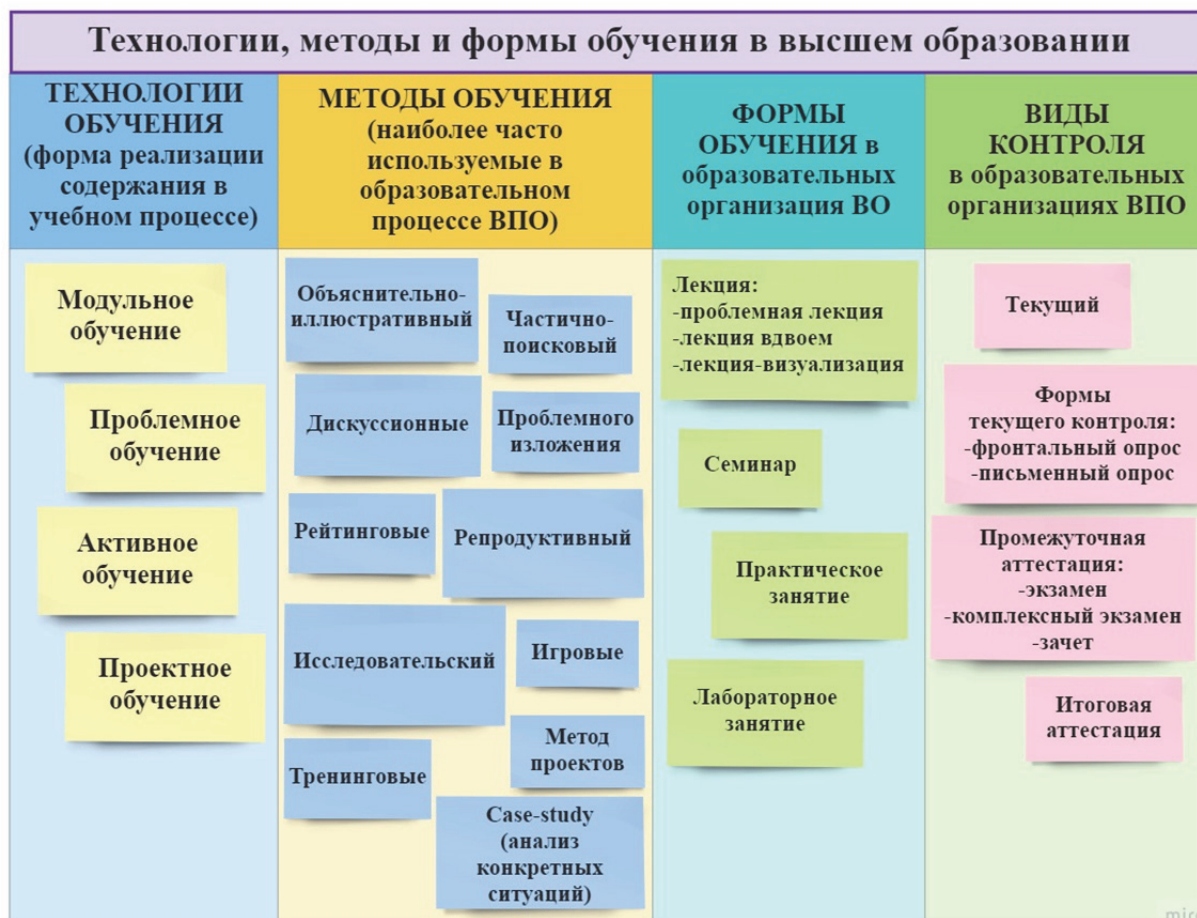 Технологии, методы и формы обучения в высшем образовании
ТЕХНОЛОГИИ
ОБУЧЕНИЯ
(форма реализации
содержания в
учебном процессе)
Модульное
обучение
Проблемное
обучение
Активное
обучение
Проектное
обучение
МЕТОДЫ ОБУЧЕНИЯ
(наиболее часто
используемые в
образовательном
процессе ВПО)
Объяснительно-
иллюстративный
Частично-
поисковый
Дискуссионные
Проблемного
изложения
Рейтинговые
Репродуктивный
Исследовательский
Игровые
Метод
проектов
Тренинговые
Case-study
(анализ
конкретных
ситуаций)
ФОРМЫ
ОБУЧЕНИЯ в
образовательных
организация ВО
Лекция:
-проблемная лекция
-лекция вдвоем
-лекция-визуализация
Семинар
Практическое
занятие
Лабораторное
занятие
ВИДЫ
КОНТРОЛЯ
в образовательных
организациях ВПО
Текущий
Формы
текущего контроля:
-фронтальный опрос
-письменный опрос
Промежуточная
аттестация:
-экзамен
-комплексный экзамен
-зачет
Итоговая
аттестация